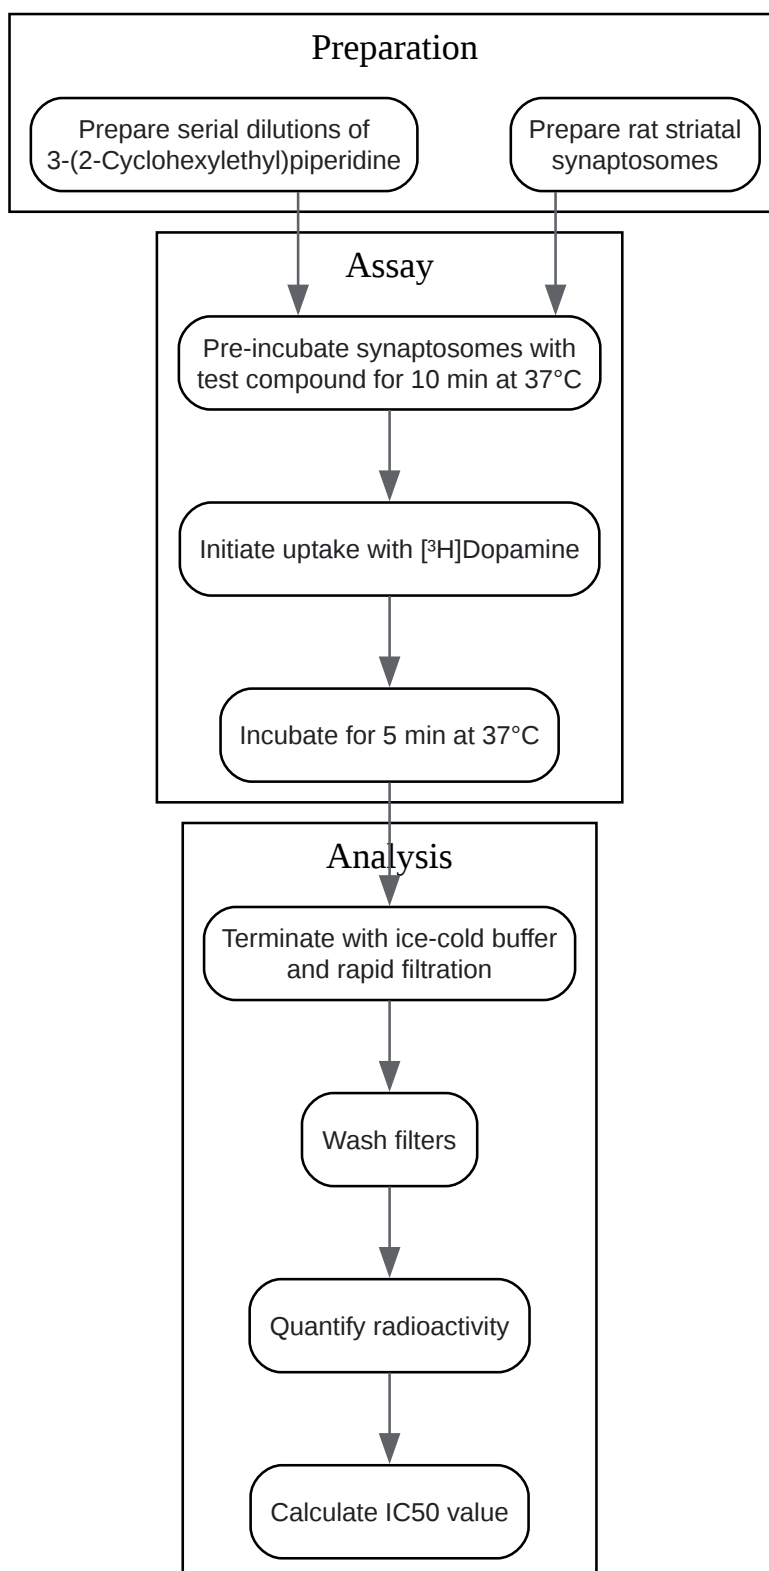 Preparation
Prepare serial dilutions of
3-(2-Cyclohexylethyl)piperidine
Prepare rat striatal
synaptosomes
Assay
Pre-incubate synaptosomes with
test compound for 10 min at 37°C
Initiate uptake with [³H]Dopamine
Incubate for 5 min at 37°C
Analysis
Terminate with ice-cold buffer
and rapid filtration
Wash filters
Quantify radioactivity
Calculate IC50 value